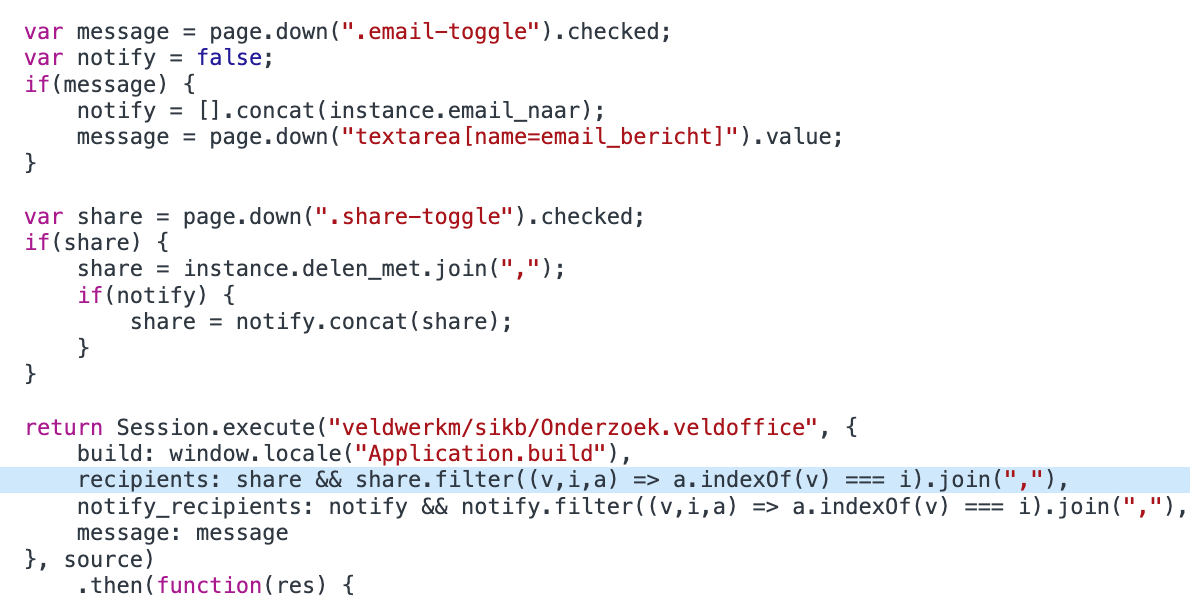 var message = page.down(".email-toggle").checked;
var notify = false;
if(message) {
    notify = [].concat(instance.email_naar);
    message = page.down("textarea[name=email_bericht]").value;
}

var share = page.down(".share-toggle").checked;
if(share) {
    share = instance.delen_met.join(",");
    if(notify) {
        share = notify.concat(share);
    }
}

return Session.execute("veldwerkm/sikb/Onderzoek.veldoffice", {
    build: window.locale("Application.build"),
    recipients: share && share.filter((v,i,a) => a.indexOf(v) === i).join(","),
    notify_recipients: notify && notify.filter((v,i,a) => a.indexOf(v) === i).join(","),
    message: message
}, source)
    .then(function(res) {